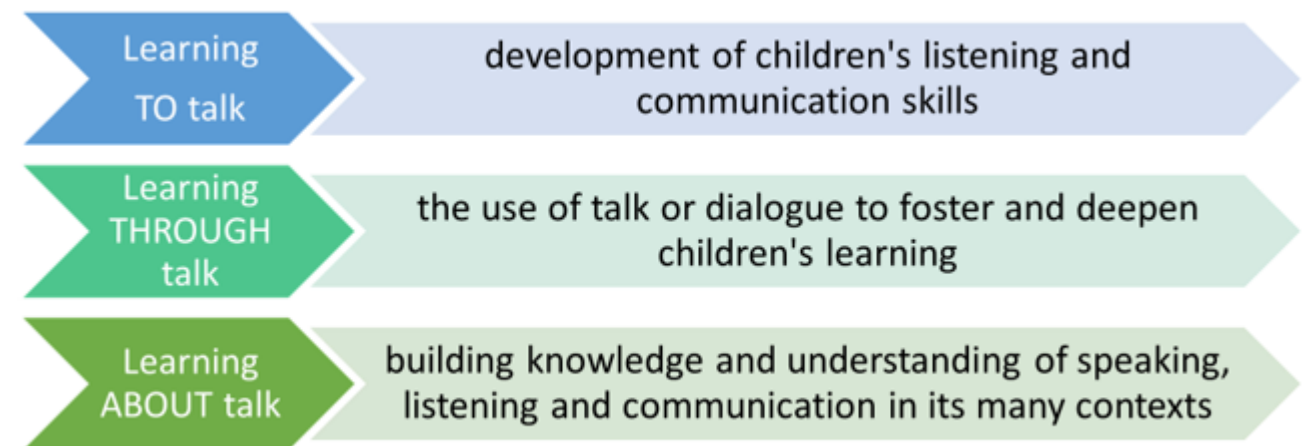 Learning
TO talk
development of children's listening and
communication skills
Learning
THROUGH
talk
the use of talk or dialogue to foster and deepen
children's learning
Learning
ABOUT talk
building knowledge and understanding of speaking,
listening and communication in its many contexts